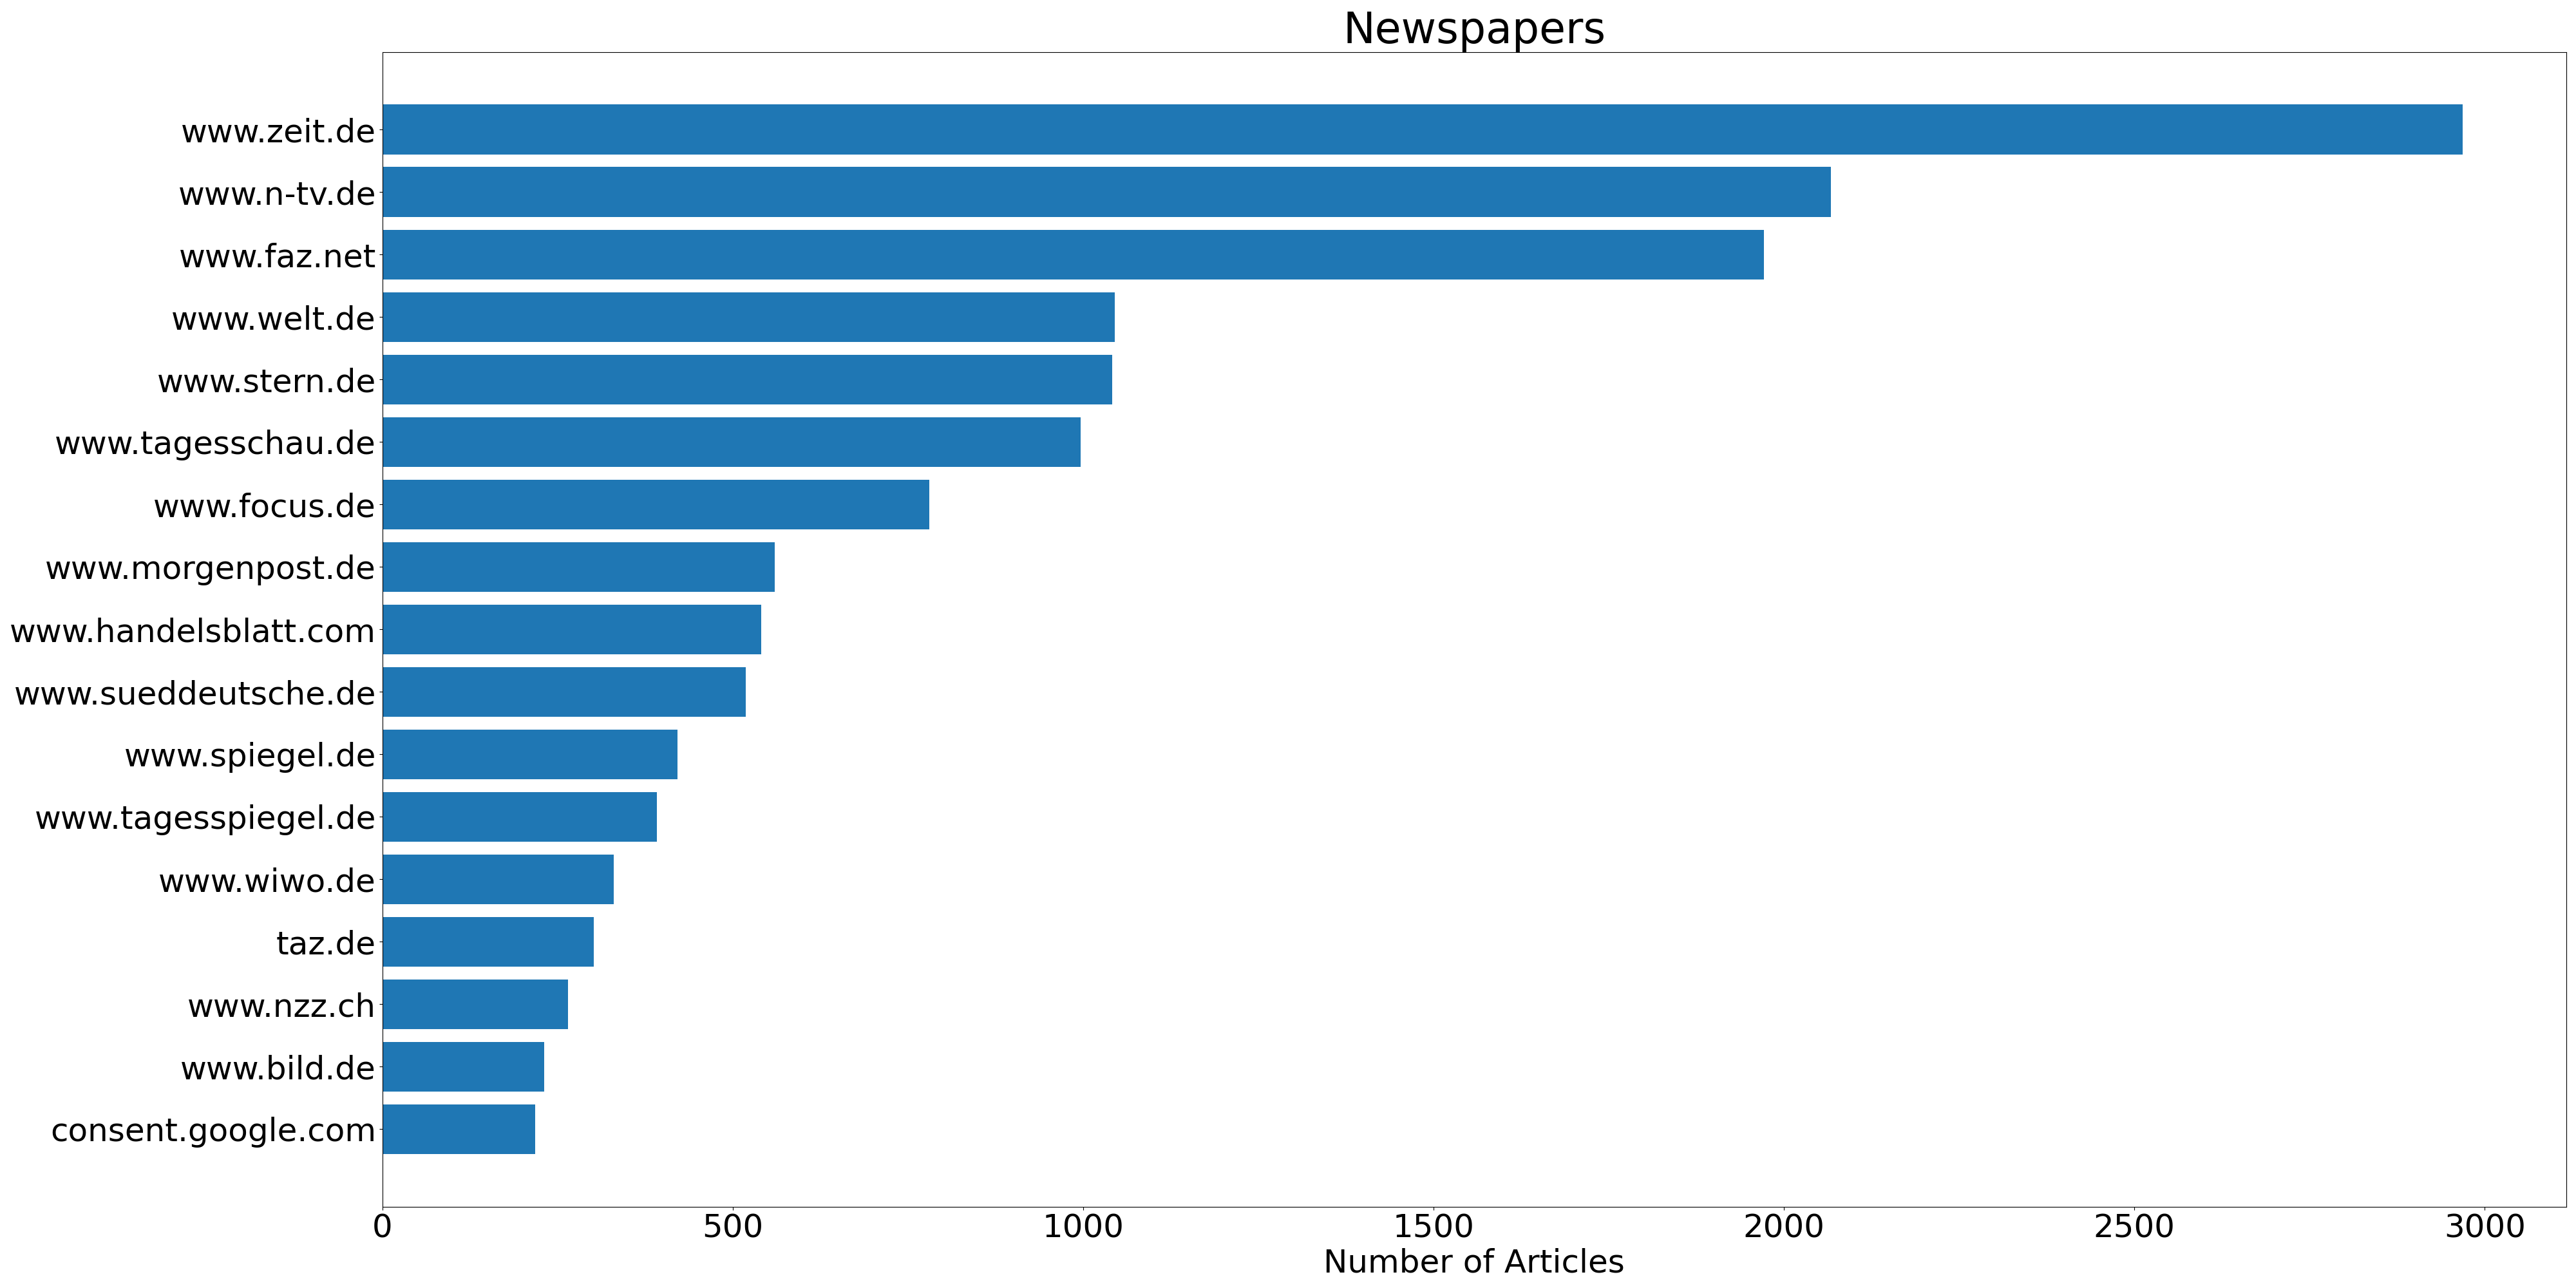 Newspapers
www.zeit.de
www.n-tv.de
www.faz.net
www.welt.de
www.stern.de
www.tagesschau.de
www.focus.de
www.morgenpost.de
www.handelsblatt.com
www.sueddeutsche.de
www.spiegel.de
www.tagesspiegel.de
www.wiwo.de
taz.de
www.nzz.ch
www.bild.de
consent.google.com
0 500 1000 1500 2000 2500 3000
Number of Articles